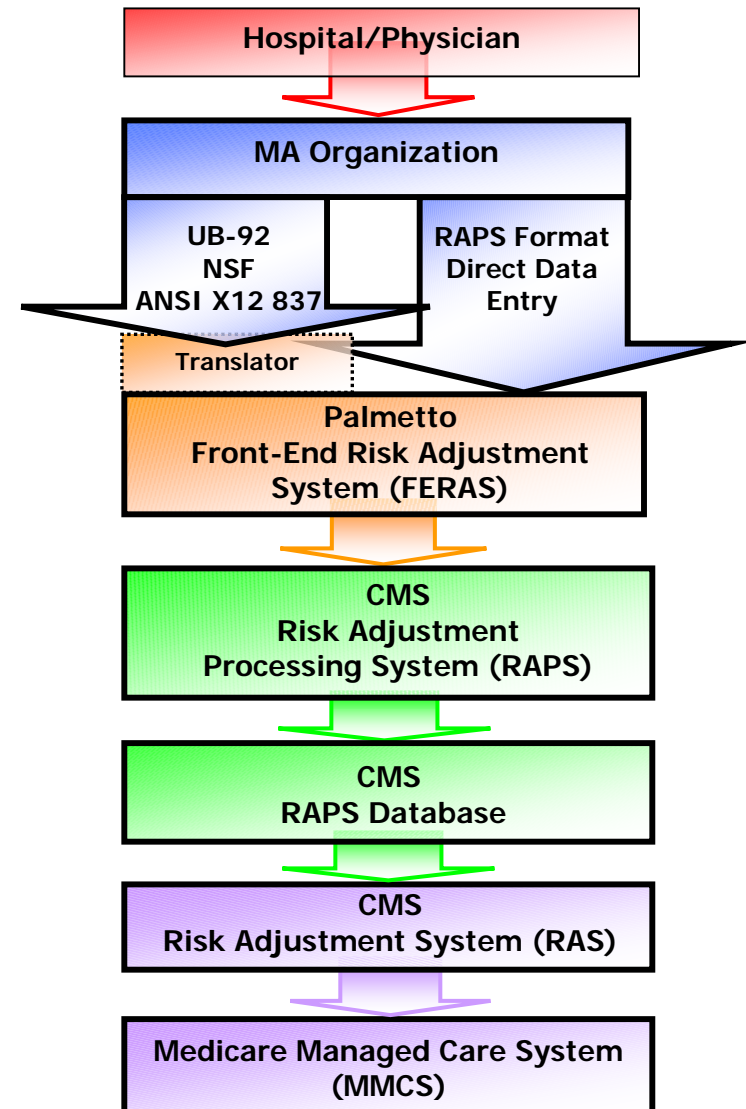 Hospital/Physician
MA Organization
UB-92
NSF
ANSI X12 837
RAPS Format
Direct Data
Entry
Translator
Palmetto
Front-End Risk Adjustment
System (FERAS)
CMS
Risk Adjustment
Processing System (RAPS)
CMS
RAPS Database
CMS
Risk Adjustment System (RAS)
Medicare Managed Care System
(MMCS)